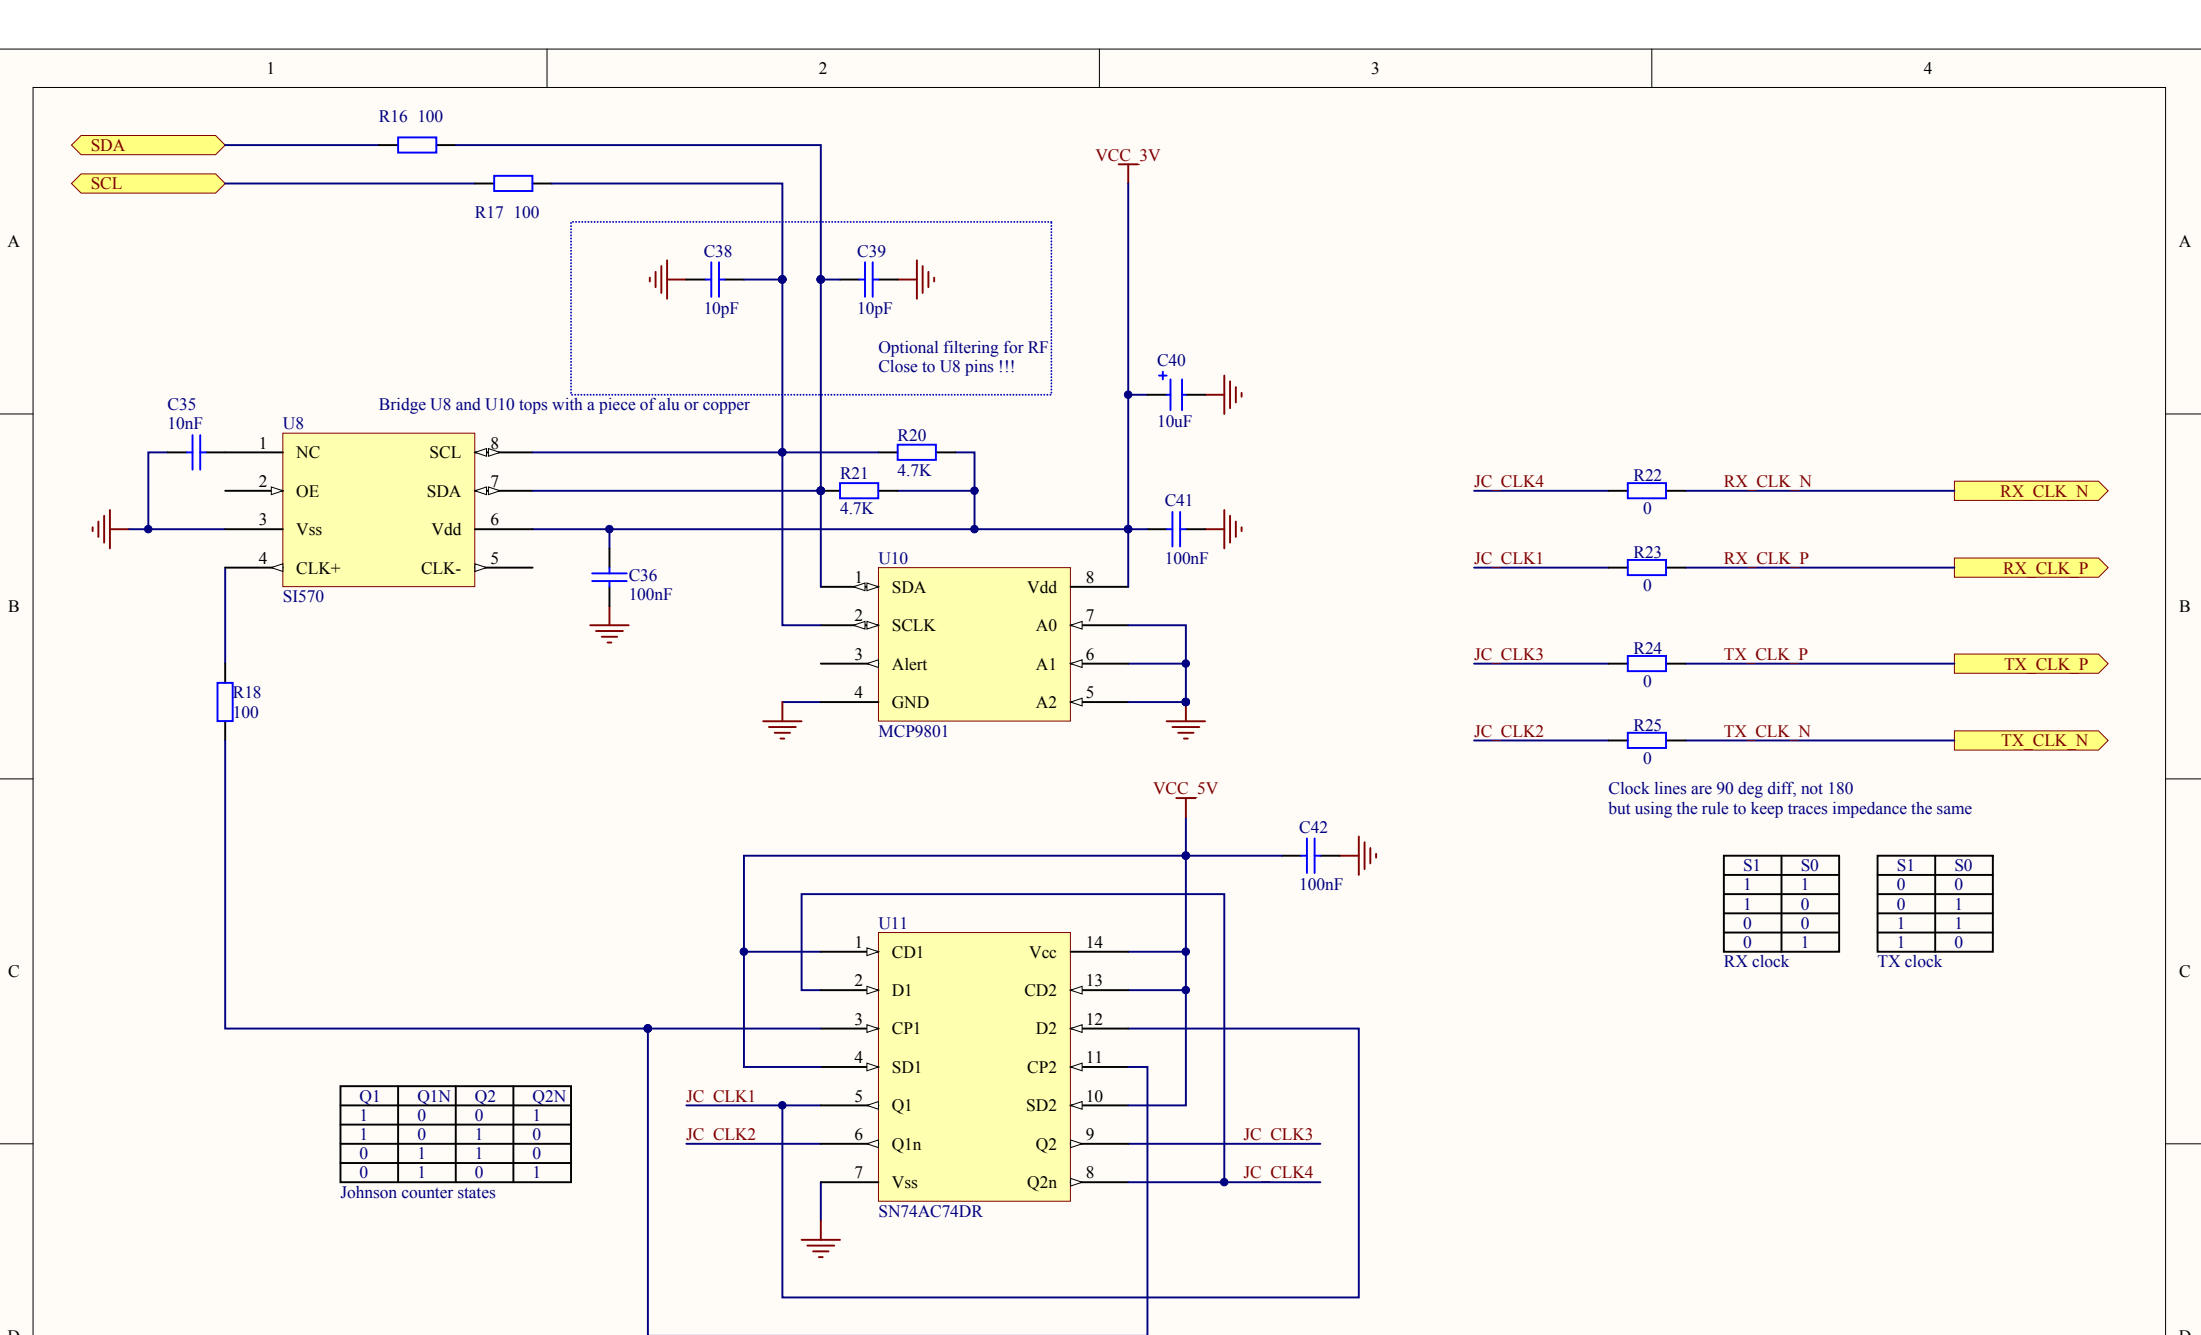 1 2 3 4
R16 100
SDA
SCL
R17 100
VCC_3V
A A
C38 C39
10pF 10pF
Optional filtering for RF
Close to U8 pins !!!
C40
+
10uF
Bridge U8 and U10 tops with a piece of alu or copper
C35
10nF
U8
1 NC SCL 8
2 OE SDA 7
3 Vss Vdd 6
4 CLK+ CLK- 5
SI570
R20
4.7K
R21
4.7K
C41
100nF
C36
100nF
U10
1 SDA Vdd 8
2 SCLK A0 7
3 Alert A1 6
4 GND A2 5
MCP9801
R18
100
B B
JC_CLK4 R22 RX_CLK_N RX_CLK_N
0
JC_CLK1 R23 RX_CLK_P RX_CLK_P
0
JC_CLK3 R24 TX_CLK_P TX_CLK_P
0
JC_CLK2 R25 TX_CLK_N TX_CLK_N
0
Clock lines are 90 deg diff, not 180
but using the rule to keep traces impedance the same
VCC_5V
C42
100nF
S1 S0
1 1
1 0
0 0
0 1
RX clock
S1 S0
0 0
0 1
1 1
1 0
TX clock
C C
U11
1 CD1 Vcc 14
2 D1 CD2 13
3 CP1 D2 12
4 SD1 CP2 11
JC_CLK1 5 Q1 SD2 10
JC_CLK2 6 Q1n Q2 9 JC_CLK3
7 Vss Q2n 8 JC_CLK4
SN74AC74DR
Q1 Q1N Q2 Q2N
1 0 0 1
1 0 1 0
0 1 1 0
0 1 0 1
Johnson counter states
D D